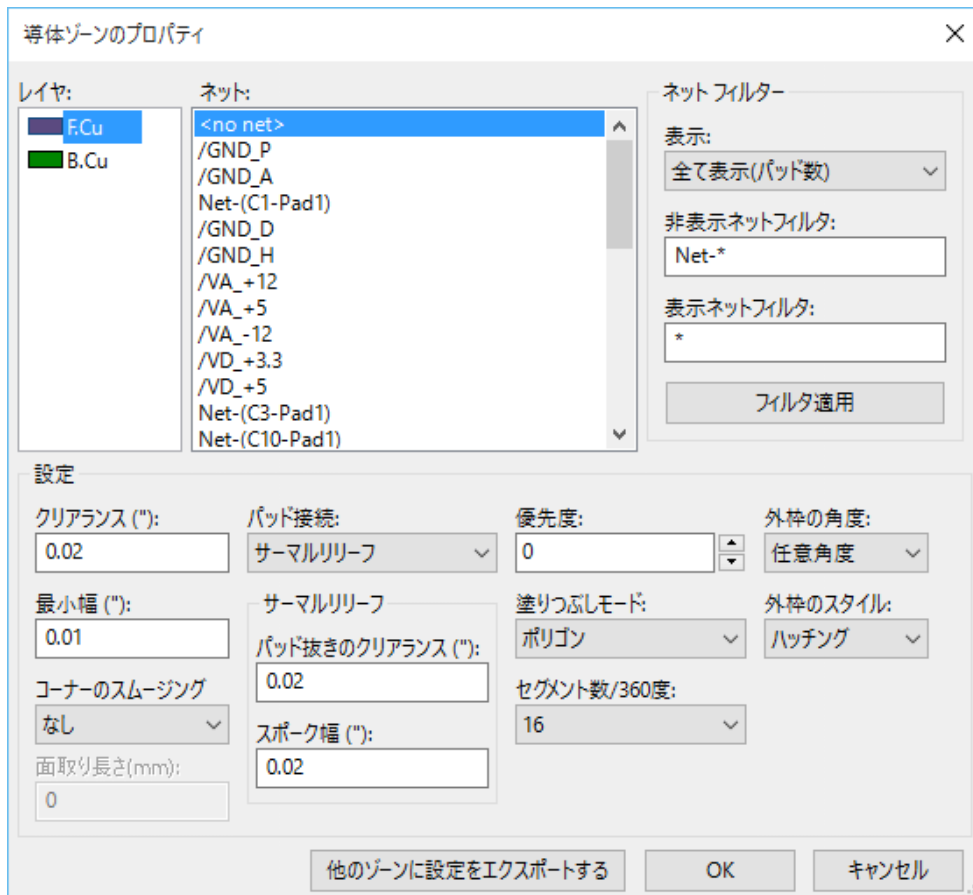 導体ゾーンのプロパティ
レイヤ:
F.Cu
B.Cu
ネット:
<no net>
/GND_P
/GND_A
Net-(C1-Pad1)
/GND_D
/GND_H
/VA_+12
/VA_+5
/VA_-12
/VD_+3.3
/VD_+5
Net-(C3-Pad1)
Net-(C10-Pad1)
ネット フィルター
表示:
全て表示(パッド数)
非表示ネットフィルタ:
Net-*
表示ネットフィルタ:
*
フィルタ適用
設定
クリアランス ("):
0.02
最小幅 ("):
0.01
コーナーのスムージング
なし
面取り長さ(mm):
0
パッド接続:
サーマルリリーフ
サーマルリリーフ
パッド抜きのクリアランス ("):
0.02
スポーク幅 ("):
0.02
優先度:
0
塗りつぶしモード:
ポリゴン
セグメント数/360度:
16
外枠の角度:
任意角度
外枠のスタイル:
ハッチング
他のゾーンに設定をエクスポートする
OK
キャンセル